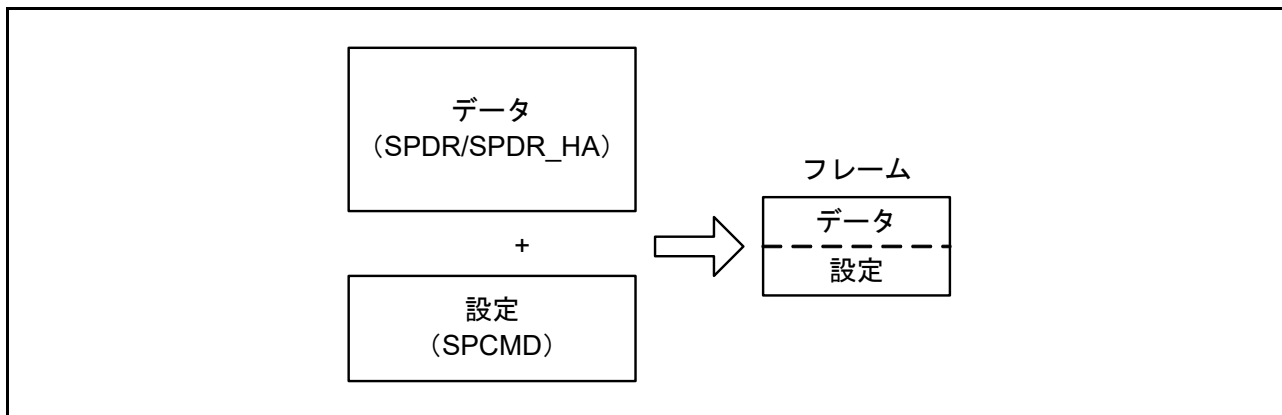 データ
（SPDR/SPDR_HA）
+
設定
（SPCMD）
フレーム
データ
設定